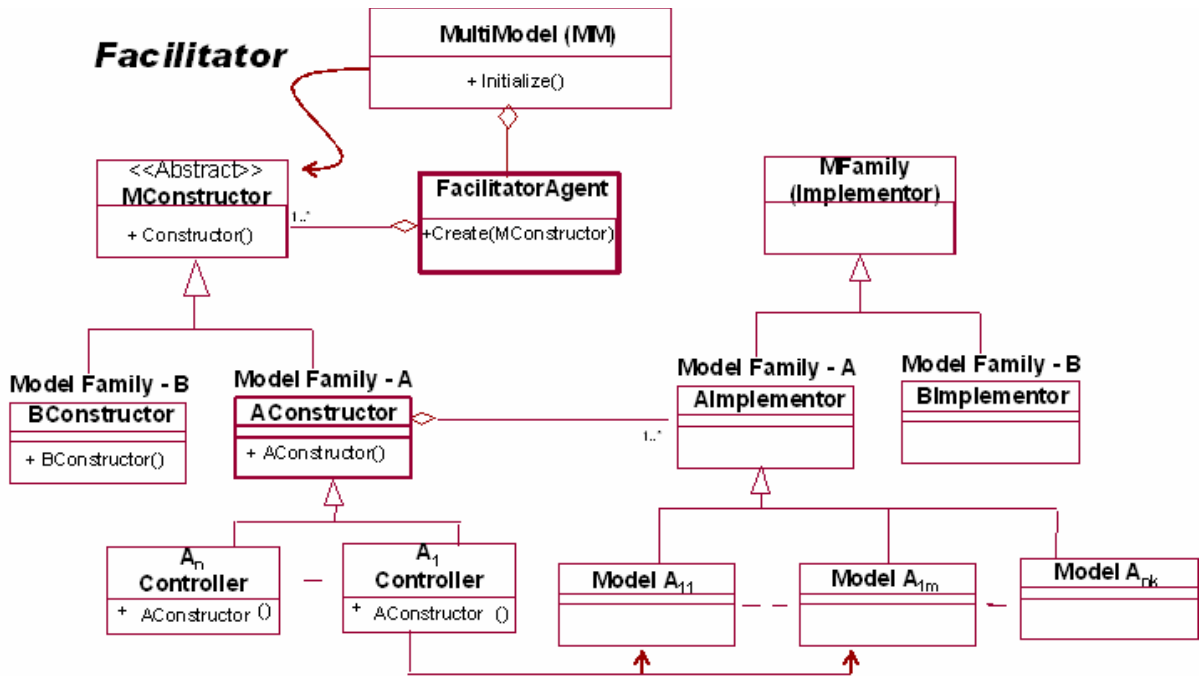 MultiModel (MM)
+ Initialize()
Facilitator
<<Abstract>>
MConstructor
+ Constructor()
1..*
FacilitatorAgent
+Create(MConstructor)
MFamily
(Implementor)
Model Family - B
BConstructor
+ BConstructor()
Model Family - A
AConstructor
+ AConstructor()
1..*
Model Family - A
AImplementor
Model Family - B
BImplementor
Aₙ
Controller
+ AConstructor ()
A₁
Controller
+ AConstructor ()
Model A₁₁
Model A₁ₘ
Model Aₙₖ